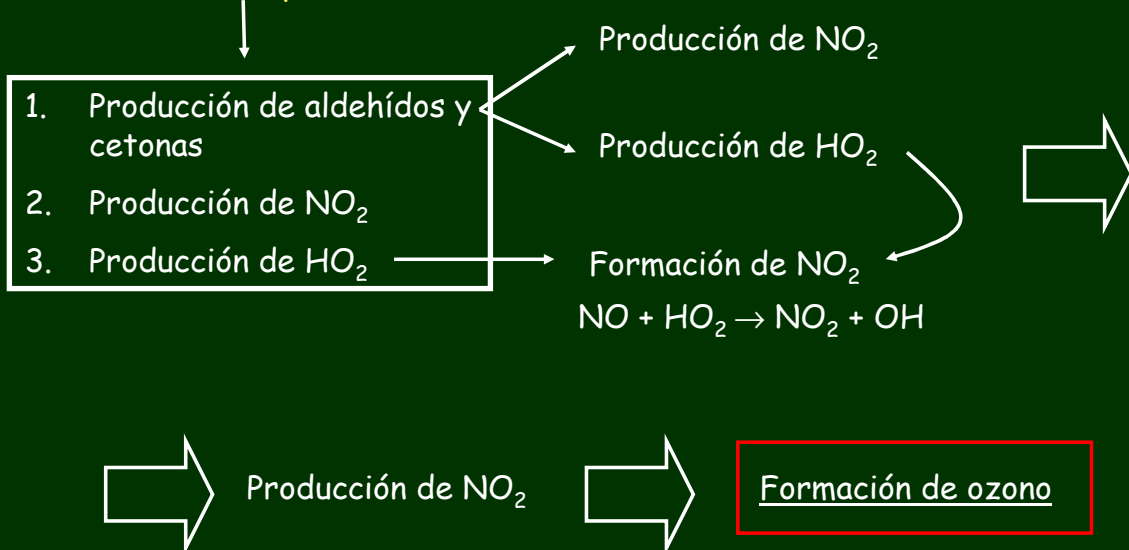 Producción de NO₂
1. Producción de aldehídos y
cetonas
Producción de HO₂
2. Producción de NO₂
3. Producción de HO₂
Formación de NO₂
NO + HO₂ → NO₂ + OH
Producción de NO₂
Formación de ozono